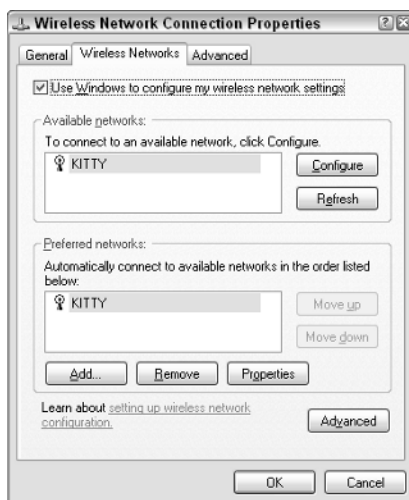 Wireless Network Connection Properties
General Wireless Networks Advanced
Use Windows to configure my wireless network settings
Available networks:
To connect to an available network, click Configure.
KITTY
Configure
Refresh
Preferred networks:
Automatically connect to available networks in the order listed
below:
KITTY
Move up
Move down
Add... Remove Properties
Learn about setting up wireless network
configuration.
Advanced
OK Cancel